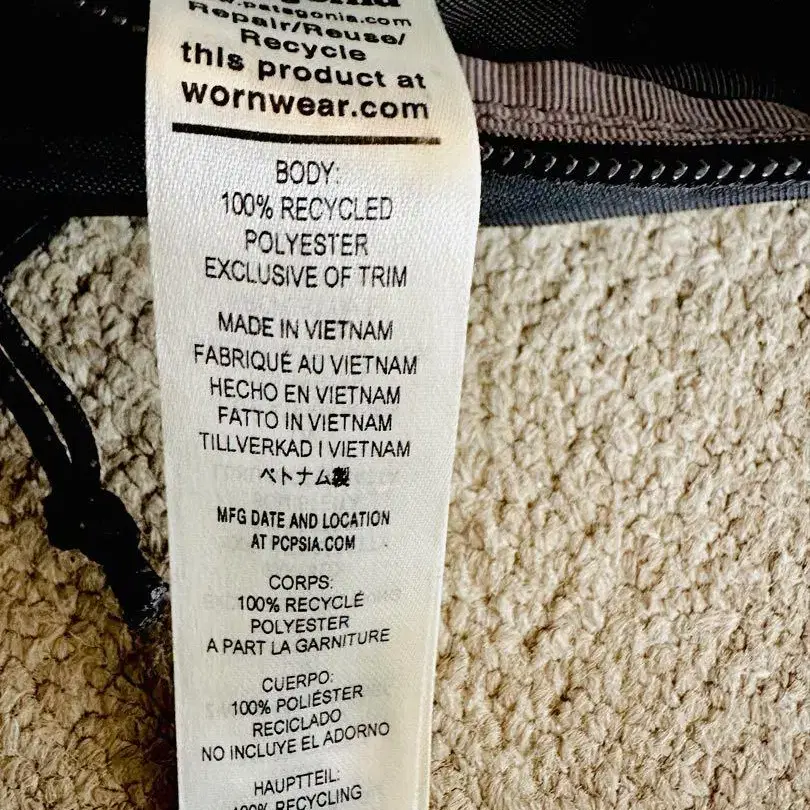 Repair/Reuse/
Recycle
this product at
wornwear.com
BODY:
100% RECYCLED
POLYESTER
EXCLUSIVE OF TRIM
MADE IN VIETNAM
FABRIQUÉ AU VIETNAM
HECHO EN VIETNAM
FATTO IN VIETNAM
TILLVERKAD I VIETNAM
ベトナム製
MFG DATE AND LOCATION
AT PCPSIA.COM
CORPS:
100% RECYCLÉ
POLYESTER
A PART LA GARNITURE
CUERPO:
100% POLIÉSTER
RECICLADO
NO INCLUYE EL ADORNO
HAUPTTEIL:
100% RECYCLING